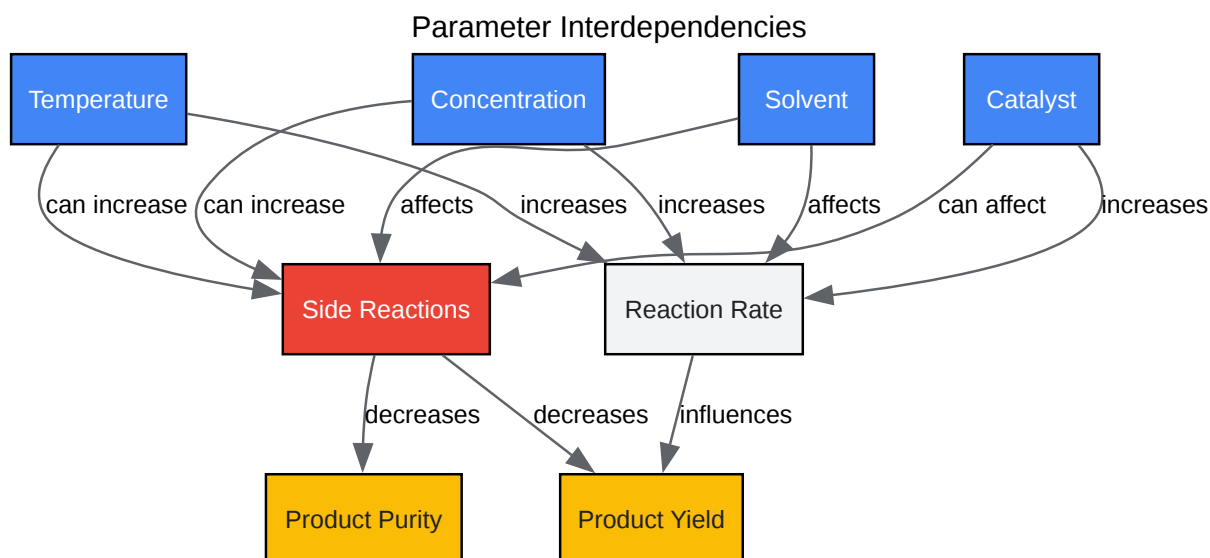 Parameter Interdependencies
Temperature
Concentration
Solvent
Catalyst
can increase
can increase
affects
increases
increases
affects
can affect
increases
Side Reactions
Reaction Rate
decreases
decreases
influences
Product Purity
Product Yield